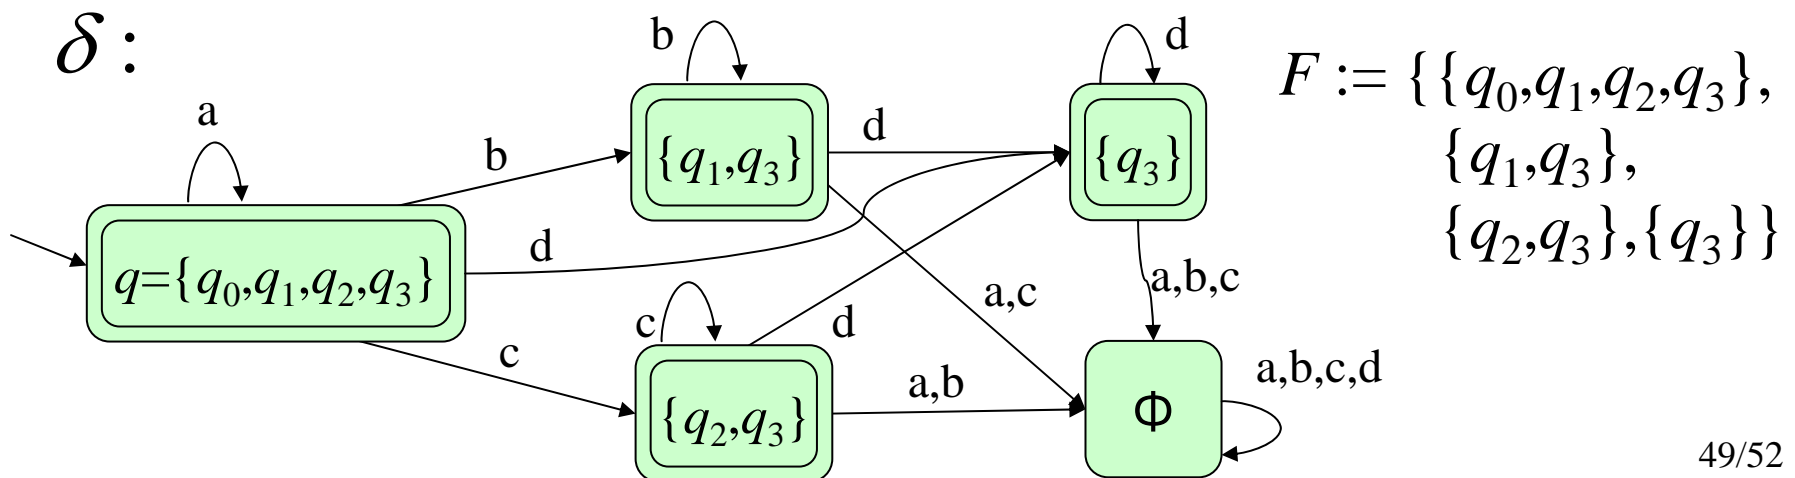 δ :
b
d
F := {{q₀,q₁,q₂,q₃},
a
b
{q₁,q₃}
d
{q₃}
{q₁,q₃},
{q₂,q₃},{q₃}}
q={q₀,q₁,q₂,q₃}
d
a,c
a,b,c
c
d
c
a,b
a,b,c,d
{q₂,q₃}
Φ
49/52